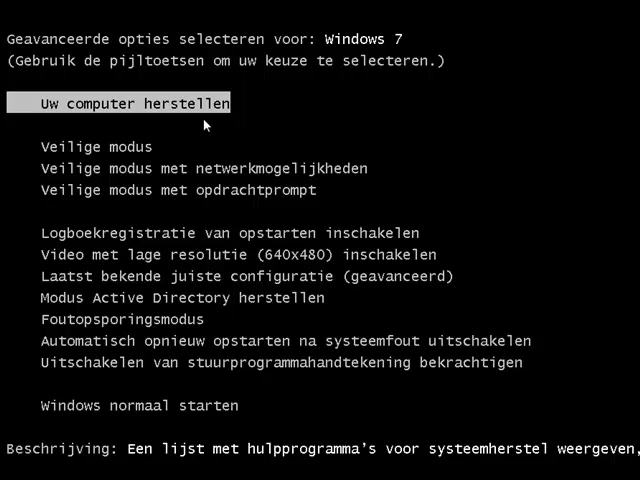 Geavanceerde opties selecteren voor: Windows 7
(Gebruik de pijltoetsen om uw keuze te selecteren.)
Uw computer herstellen
Veilige modus
Veilige modus met netwerkmogelijkheden
Veilige modus met opdrachtprompt
Logboekregistratie van opstarten inschakelen
Video met lage resolutie (640x480) inschakelen
Laatst bekende juiste configuratie (geavanceerd)
Modus Active Directory herstellen
Foutopsporingsmodus
Automatisch opnieuw opstarten na systeemfout uitschakelen
Uitschakelen van stuurprogrammahandtekening bekrachtigen
Windows normaal starten
Beschrijving: Een lijst met hulpprogramma's voor systeemherstel weergeven,